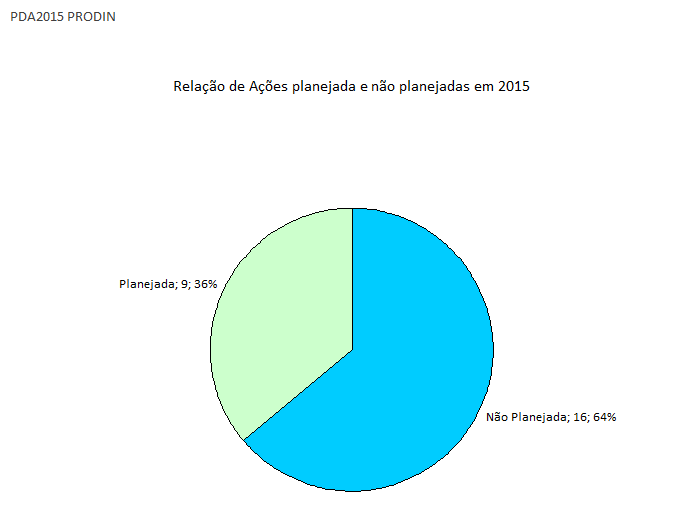 PDA2015 PRODIN
Relação de Ações planejada e não planejadas em 2015
Planejada; 9; 36%
Não Planejada; 16; 64%